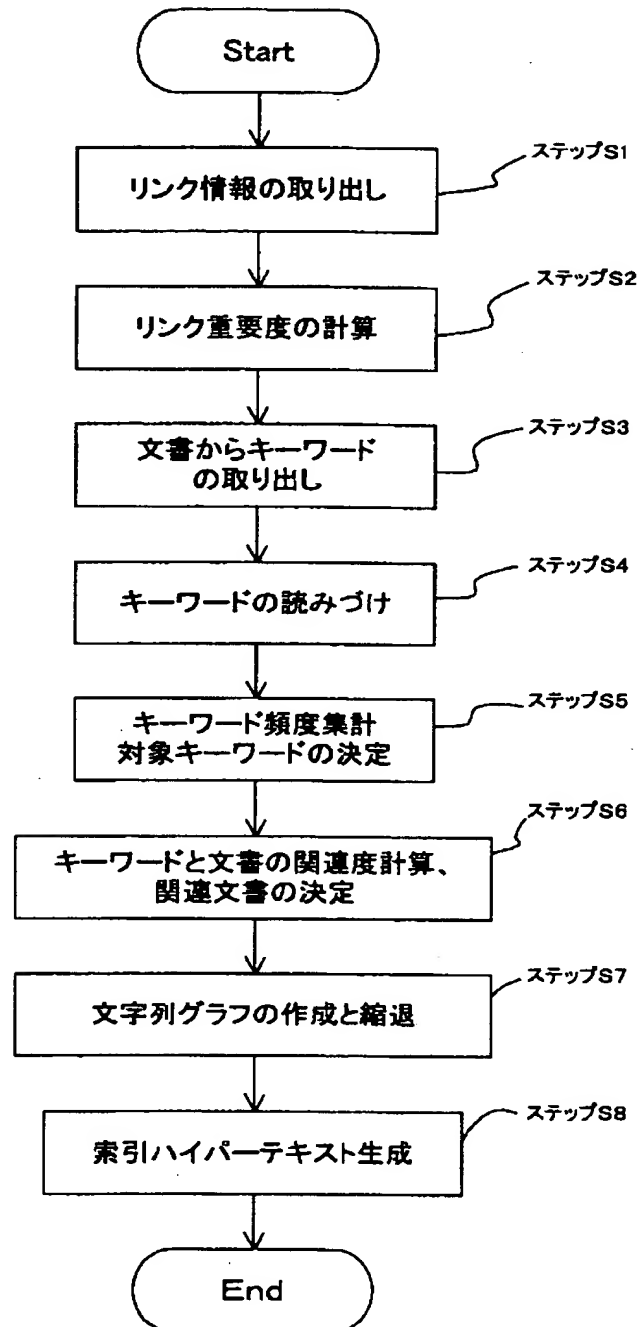 Start
ステップS1
リンク情報の取り出し
ステップS2
リンク重要度の計算
ステップS3
文書からキーワード
の取り出し
ステップS4
キーワードの読みづけ
ステップS5
キーワード頻度集計
対象キーワードの決定
ステップS6
キーワードと文書の関連度計算、
関連文書の決定
ステップS7
文字列グラフの作成と縮退
ステップS8
索引ハイパーテキスト生成
End